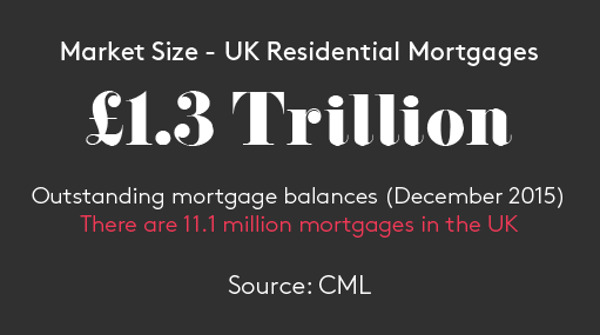 Market Size - UK Residential Mortgages
£1.3 Trillion
Outstanding mortgage balances (December 2015)
There are 11.1 million mortgages in the UK
Source: CML